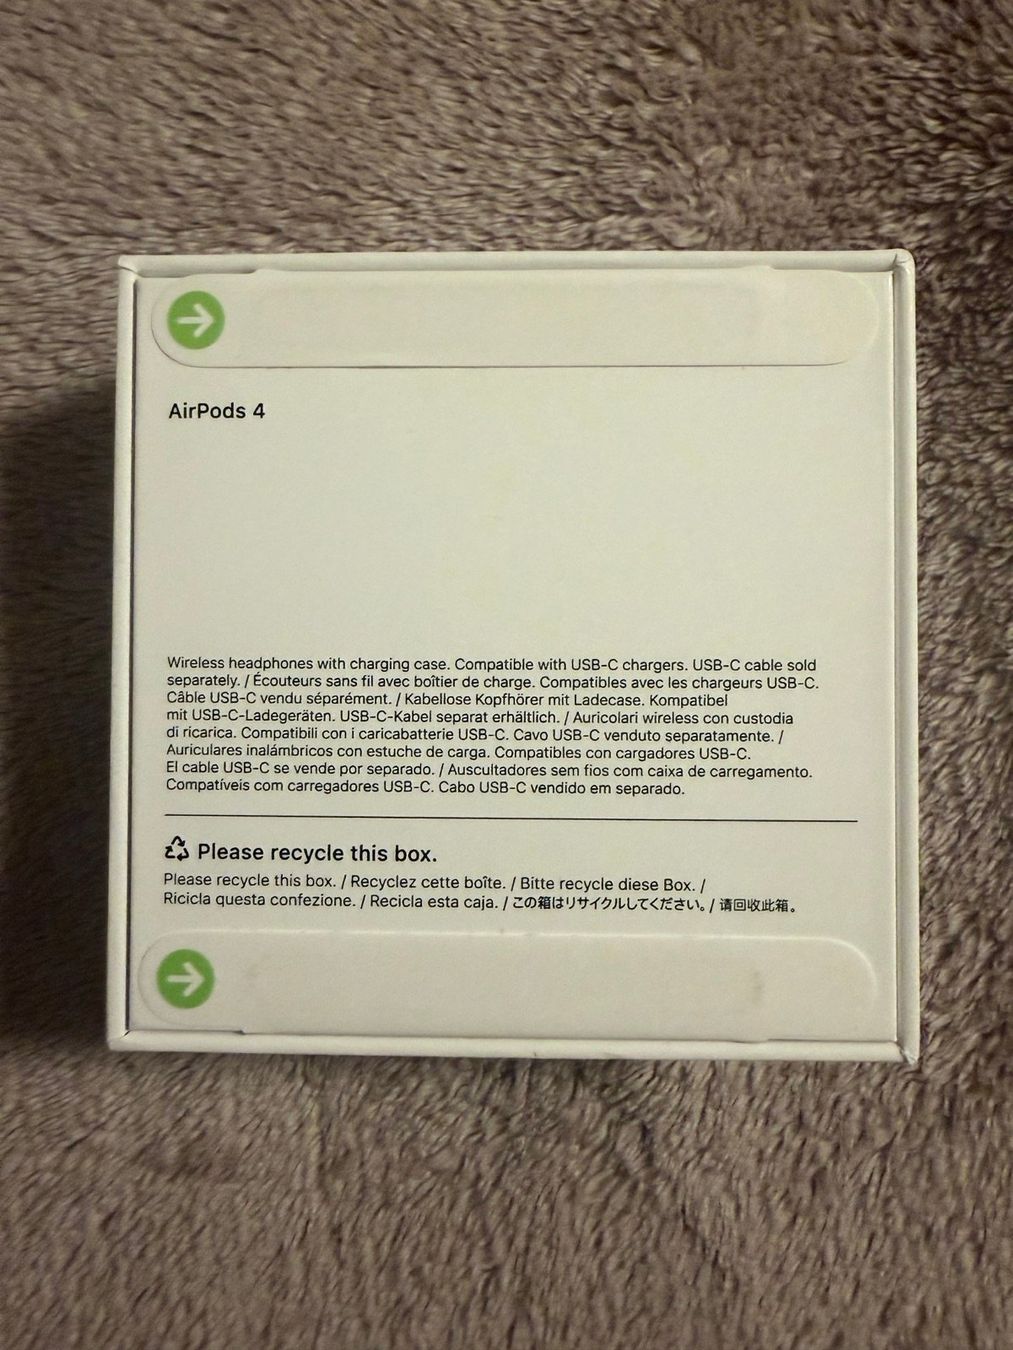 AirPods 4
Wireless headphones with charging case. Compatible with USB-C chargers. USB-C cable sold
separately. / Écouteurs sans fil avec boîtier de charge. Compatibles avec les chargeurs USB-C.
Câble USB-C vendu séparément. / Kabellose Kopfhörer mit Ladecase. Kompatibel
mit USB-C-Ladegeräten. USB-C-Kabel separat erhältlich. / Auricolari wireless con custodia
di ricarica. Compatibili con i caricabatterie USB-C. Cavo USB-C venduto separatamente. /
Auriculares inalámbricos con estuche de carga. Compatibles con cargadores USB-C.
El cable USB-C se vende por separado. / Auscultadores sem fios com caixa de carregamento.
Compatíveis com carregadores USB-C. Cabo USB-C vendido em separado.
Please recycle this box.
Please recycle this box. / Recyclez cette boîte. / Bitte recycle diese Box. /
Ricicla questa confezione. / Recicla esta caja. / この箱はリサイクルしてください。/ 请回收此箱。